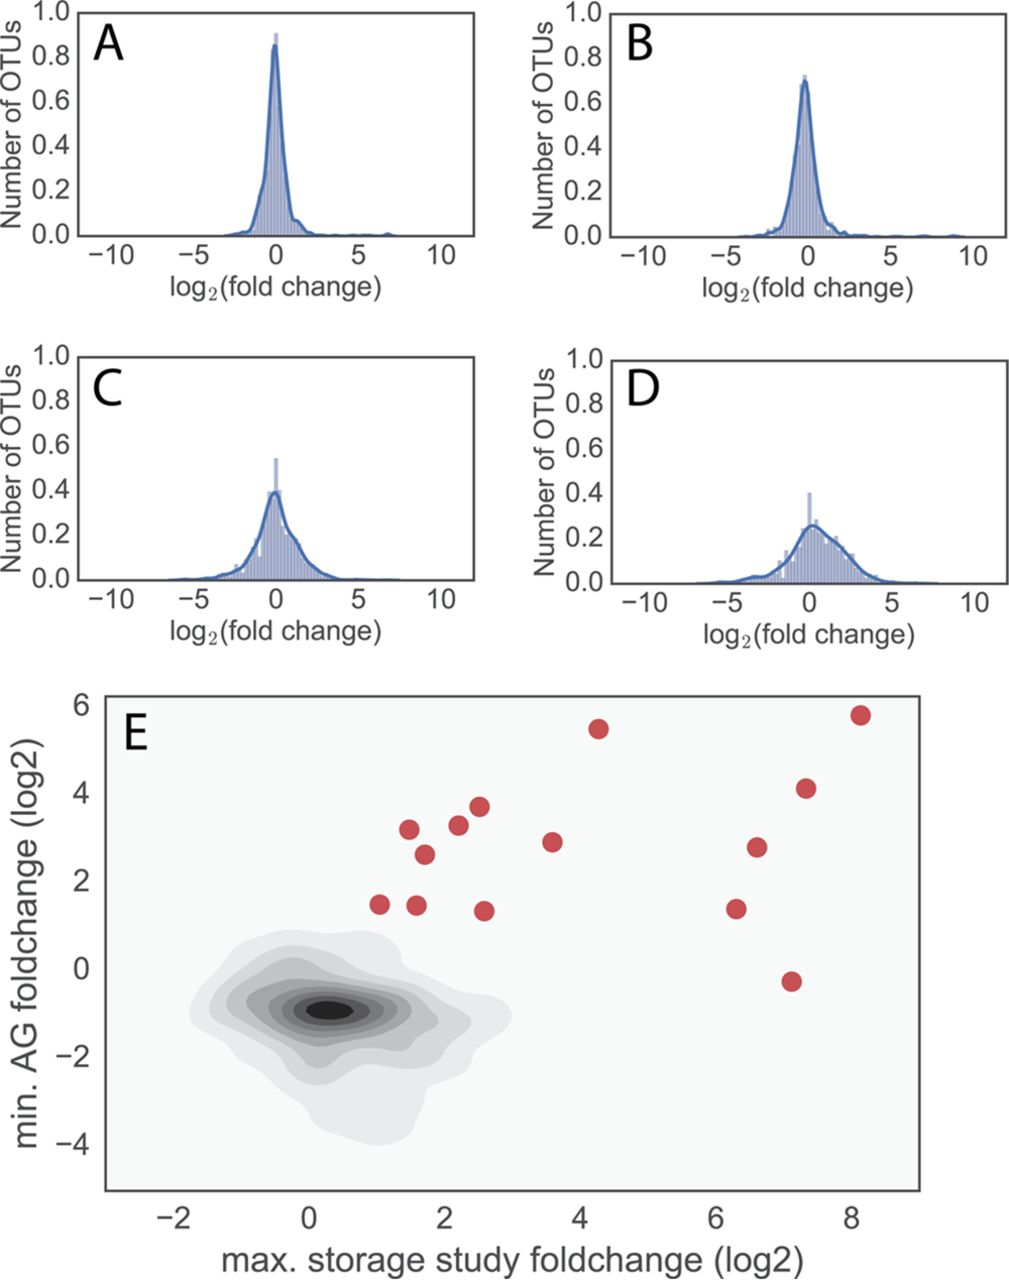 A
Number of OTUs
1.0
0.8
0.6
0.4
0.2
0.0
−10 −5 0 5 10
log₂(fold change)
B
Number of OTUs
1.0
0.8
0.6
0.4
0.2
0.0
−10 −5 0 5 10
log₂(fold change)
C
Number of OTUs
1.0
0.8
0.6
0.4
0.2
0.0
−10 −5 0 5 10
log₂(fold change)
D
Number of OTUs
1.0
0.8
0.6
0.4
0.2
0.0
−10 −5 0 5 10
log₂(fold change)
E
min. AG foldchange (log2)
6
4
2
0
−2
−4
−2 0 2 4 6 8
max. storage study foldchange (log2)